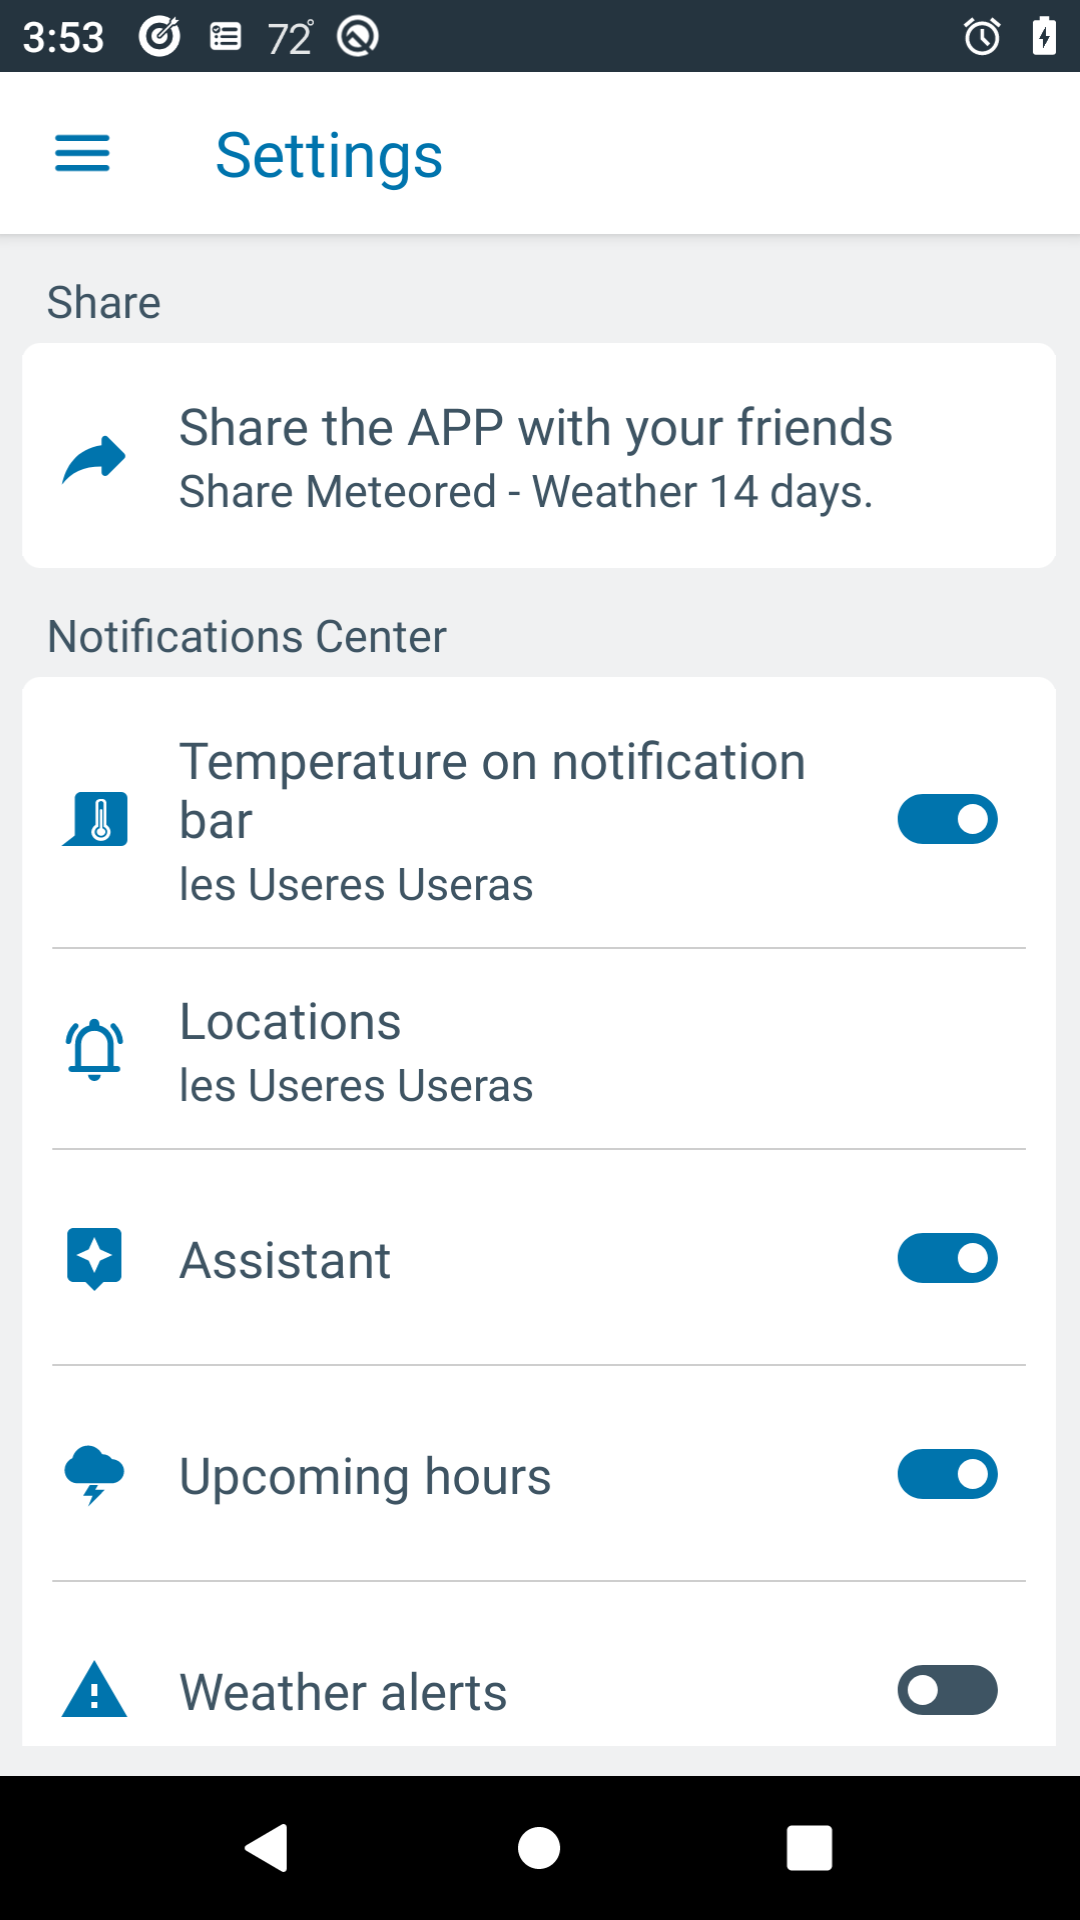 3:53 72°
Settings
Share
Share the APP with your friends
Share Meteored - Weather 14 days.
Notifications Center
Temperature on notification
bar
les Useres Useras
Locations
les Useres Useras
Assistant
Upcoming hours
Weather alerts